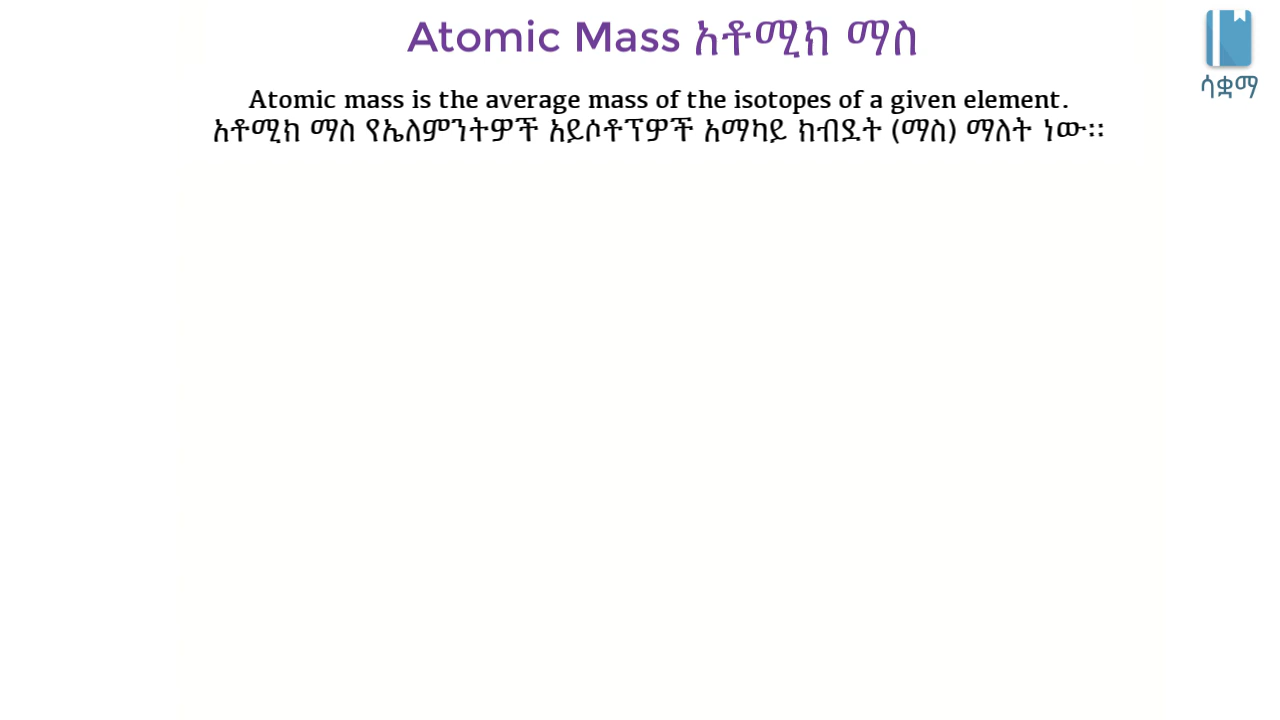 Atomic Mass አቶሚክ ማስ
ሳቋማ
Atomic mass is the average mass of the isotopes of a given element.
አቶሚክ ማስ የኤለምንትዎች አይሶቶፕዎች አማካይ ክብደት (ማስ) ማለት ነው።